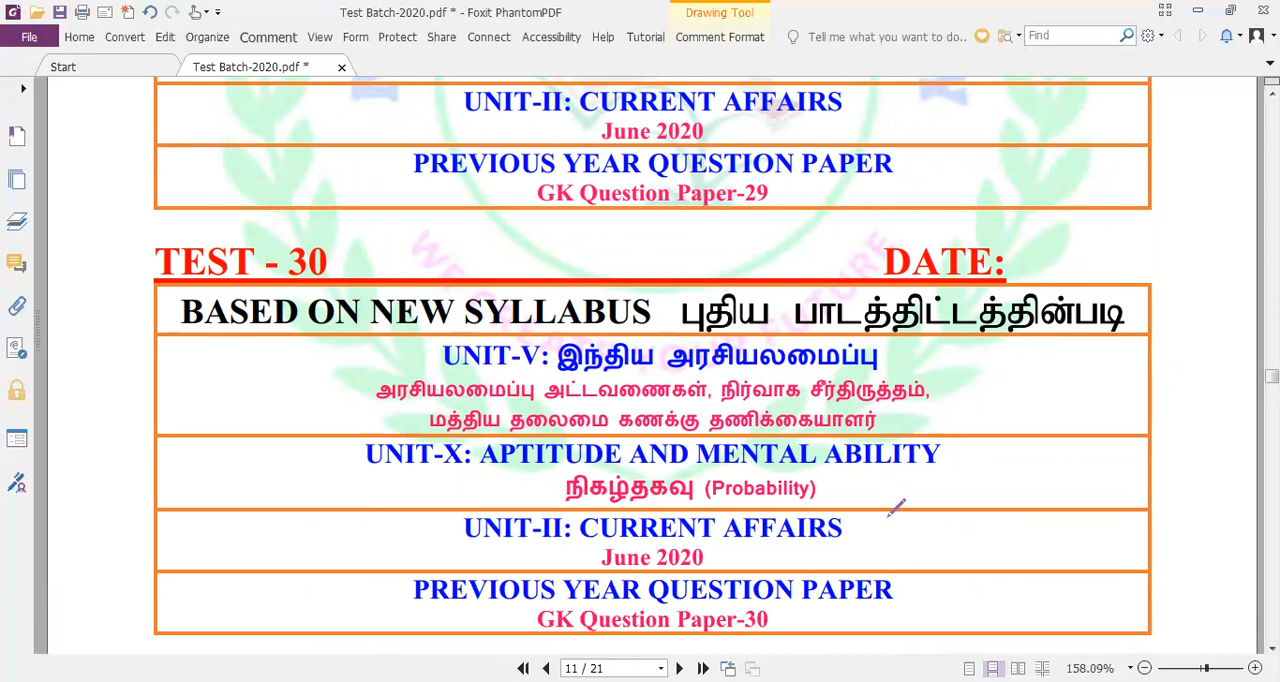 Test Batch-2020.pdf * - Foxit PhantomPDF
Drawing Tool
File Home Convert Edit Organize Comment View Form Protect Share Connect Accessibility Help Tutorial Comment Format Tell me what you want to do.. Find
Start Test Batch-2020.pdf *
UNIT-II: CURRENT AFFAIRS
June 2020
PREVIOUS YEAR QUESTION PAPER
GK Question Paper-29
TEST - 30 DATE:
BASED ON NEW SYLLABUS புதிய பாடத்திட்டத்தின்படி
UNIT-V: இந்திய அரசியலமைப்பு
அரசியலமைப்பு அட்டவணைகள், நிர்வாக சீர்திருத்தம்,
மத்திய தலைமை கணக்கு தணிக்கையாளர்
UNIT-X: APTITUDE AND MENTAL ABILITY
நிகழ்தகவு (Probability)
UNIT-II: CURRENT AFFAIRS
June 2020
PREVIOUS YEAR QUESTION PAPER
GK Question Paper-30
11 / 21 158.09%